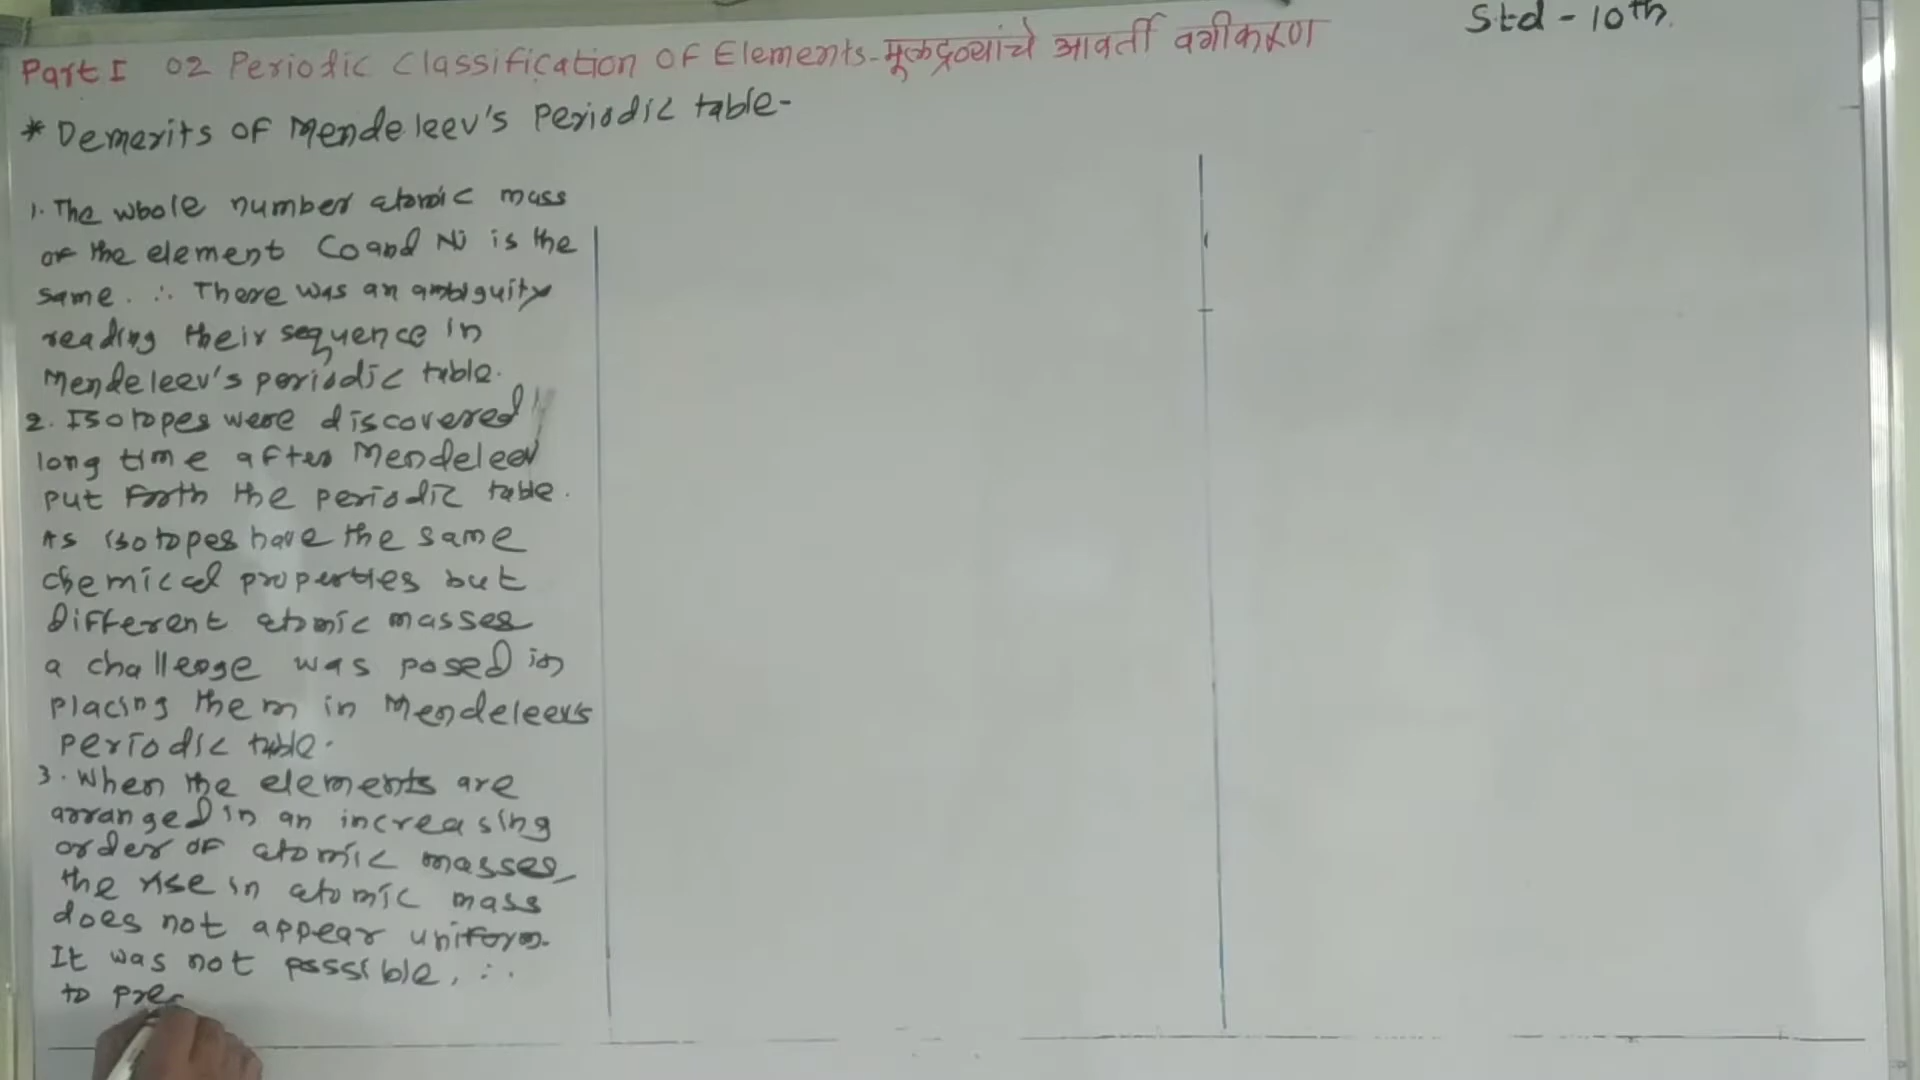 Std - 10th.
Part I 02 Periodic Classification Of Elements - मूलद्रव्यांचे आवर्ती वर्गीकरण
* Demerits of Mendeleev's Periodic table-
1. The whole number atomic mass
of the element Co and Ni is the
same. ∴ There was an ambiguity
reading their sequence in
Mendeleev's periodic table.
2. Isotopes were discovered
long time after Mendeleev
put forth the periodic table.
As isotopes have the same
chemical properties but
different atomic masses
a challenge was posed in
placing them in Mendeleev's
periodic table.
3. When the elements are
arranged in an increasing
order of atomic masses,
the rise in atomic mass
does not appear uniform.
It was not possible, ∴
to pre